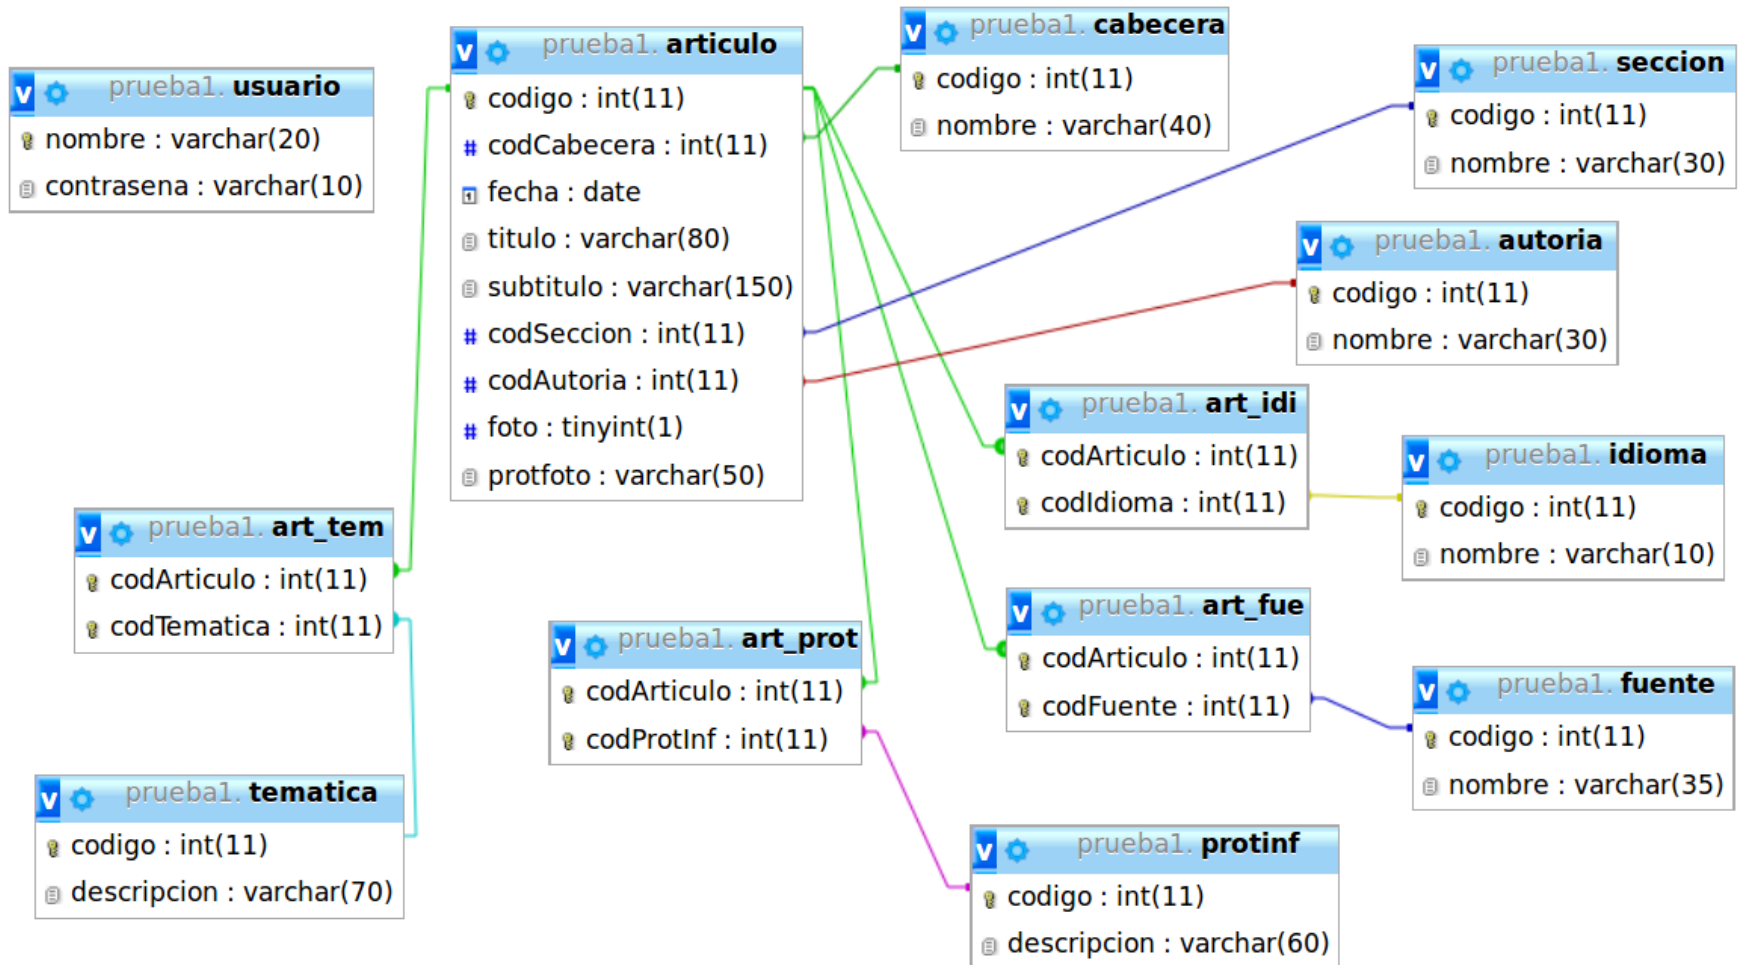 prueba1. usuario
nombre : varchar(20)
contrasena : varchar(10)
prueba1. articulo
codigo : int(11)
codCabecera : int(11)
fecha : date
titulo : varchar(80)
subtitulo : varchar(150)
codSeccion : int(11)
codAutoria : int(11)
foto : tinyint(1)
protfoto : varchar(50)
prueba1. cabecera
codigo : int(11)
nombre : varchar(40)
prueba1. seccion
codigo : int(11)
nombre : varchar(30)
prueba1. autoria
codigo : int(11)
nombre : varchar(30)
prueba1. art_idi
codArticulo : int(11)
codIdioma : int(11)
prueba1. idioma
codigo : int(11)
nombre : varchar(10)
prueba1. art_tem
codArticulo : int(11)
codTematica : int(11)
prueba1. art_prot
codArticulo : int(11)
codProtInf : int(11)
prueba1. art_fue
codArticulo : int(11)
codFuente : int(11)
prueba1. fuente
codigo : int(11)
nombre : varchar(35)
prueba1. tematica
codigo : int(11)
descripcion : varchar(70)
prueba1. protinf
codigo : int(11)
descripcion : varchar(60)